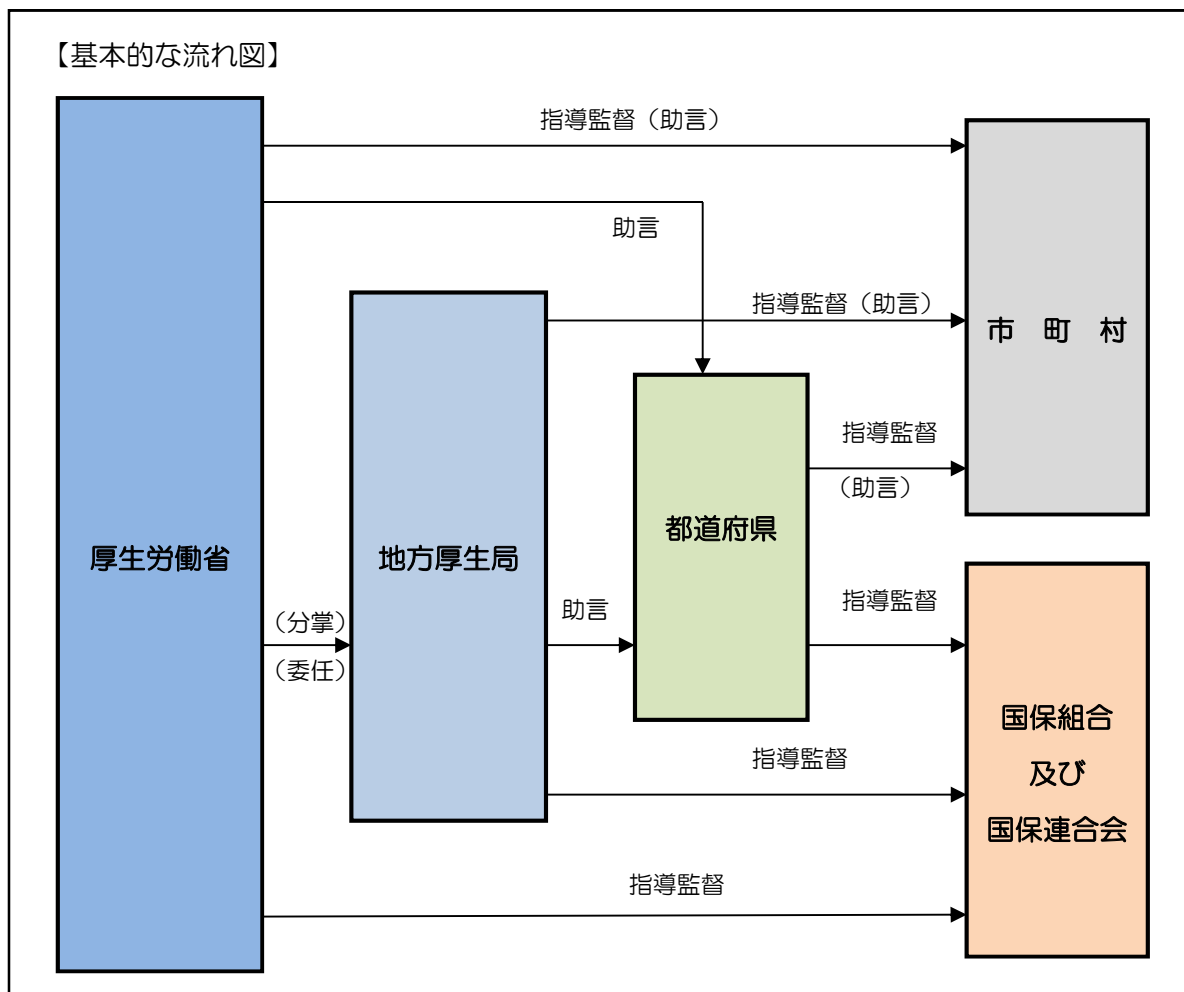 【基本的な流れ図】
指導監督（助言）
助言
指導監督（助言）
市　町　村
指導監督
（助言）
都道府県
厚生労働省
地方厚生局
（分掌）
（委任）
助言
指導監督
国保組合
及び
国保連合会
指導監督
指導監督